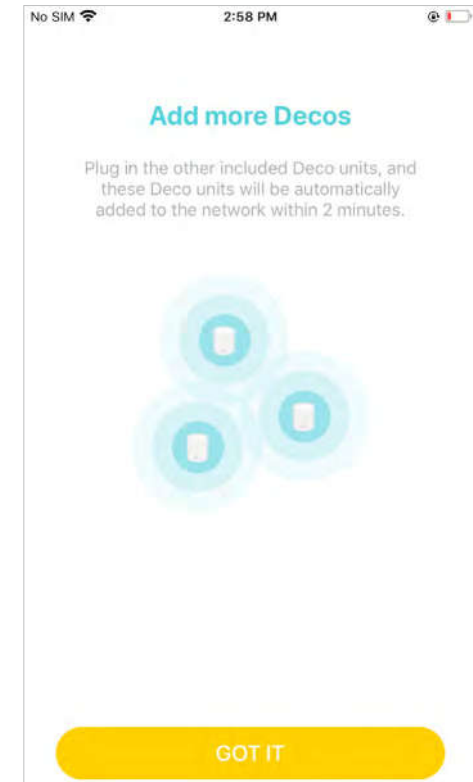 No SIM 2:58 PM
Add more Decos
Plug in the other included Deco units, and
these Deco units will be automatically
added to the network within 2 minutes.
GOT IT